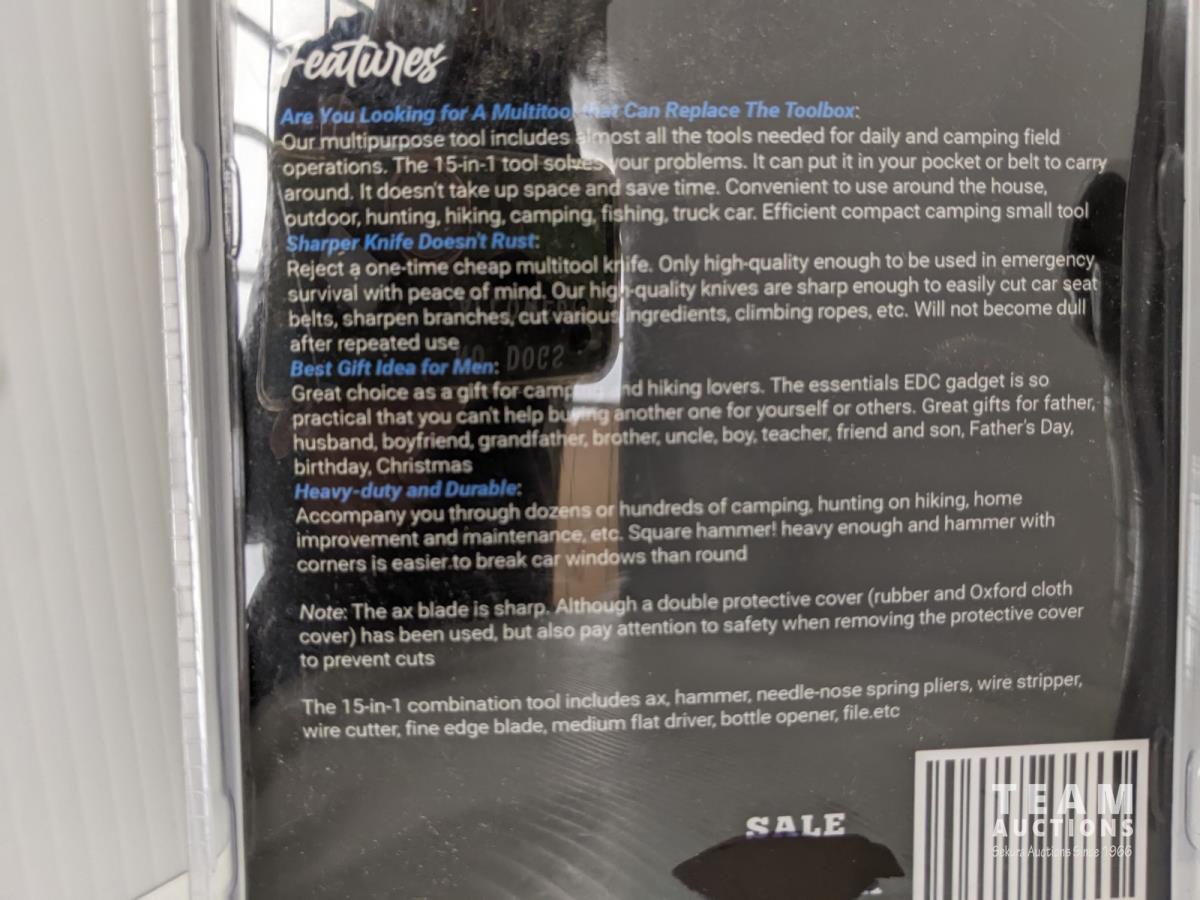 Features
Are You Looking for A Multitool that Can Replace The Toolbox:
Our multipurpose tool includes almost all the tools needed for daily and camping field
operations. The 15-in-1 tool solves your problems. It can put it in your pocket or belt to carry
around. It doesn't take up space and save time. Convenient to use around the house,
outdoor, hunting, hiking, camping, fishing, truck car. Efficient compact camping small tool
Sharper Knife Doesn't Rust:
Reject a one-time cheap multitool knife. Only high-quality enough to be used in emergency
survival with peace of mind. Our high-quality knives are sharp enough to easily cut car seat
belts, sharpen branches, cut various ingredients, climbing ropes, etc. Will not become dull
after repeated use
Best Gift Idea for Men:
Great choice as a gift for camp nd hiking lovers. The essentials EDC gadget is so
practical that you can't help buying another one for yourself or others. Great gifts for father,
husband, boyfriend, grandfather, brother, uncle, boy, teacher, friend and son, Father's Day,
birthday, Christmas
Heavy-duty and Durable:
Accompany you through dozens or hundreds of camping, hunting on hiking, home
improvement and maintenance, etc. Square hammer! heavy enough and hammer with
corners is easier.to break car windows than round
Note: The ax blade is sharp. Although a double protective cover (rubber and Oxford cloth
cover) has been used, but also pay attention to safety when removing the protective cover
to prevent cuts
The 15-in-1 combination tool includes ax, hammer, needle-nose spring pliers, wire stripper,
wire cutter, fine edge blade, medium flat driver, bottle opener, file.etc
SALE
TEAM
AUCTIONS
Since 1966